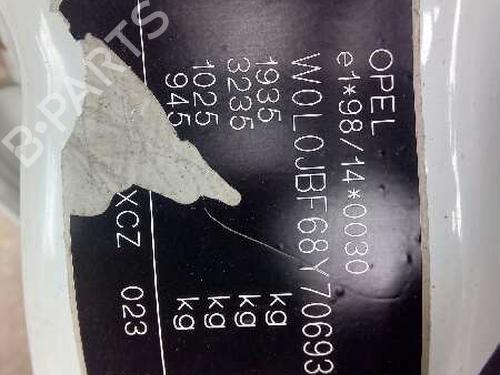 OPEL
e1*98/14*0030
W0L0JBF68Y70693
1935 kg
3235 kg
1025 kg
945 kg
XCZ 023
B-PARTS